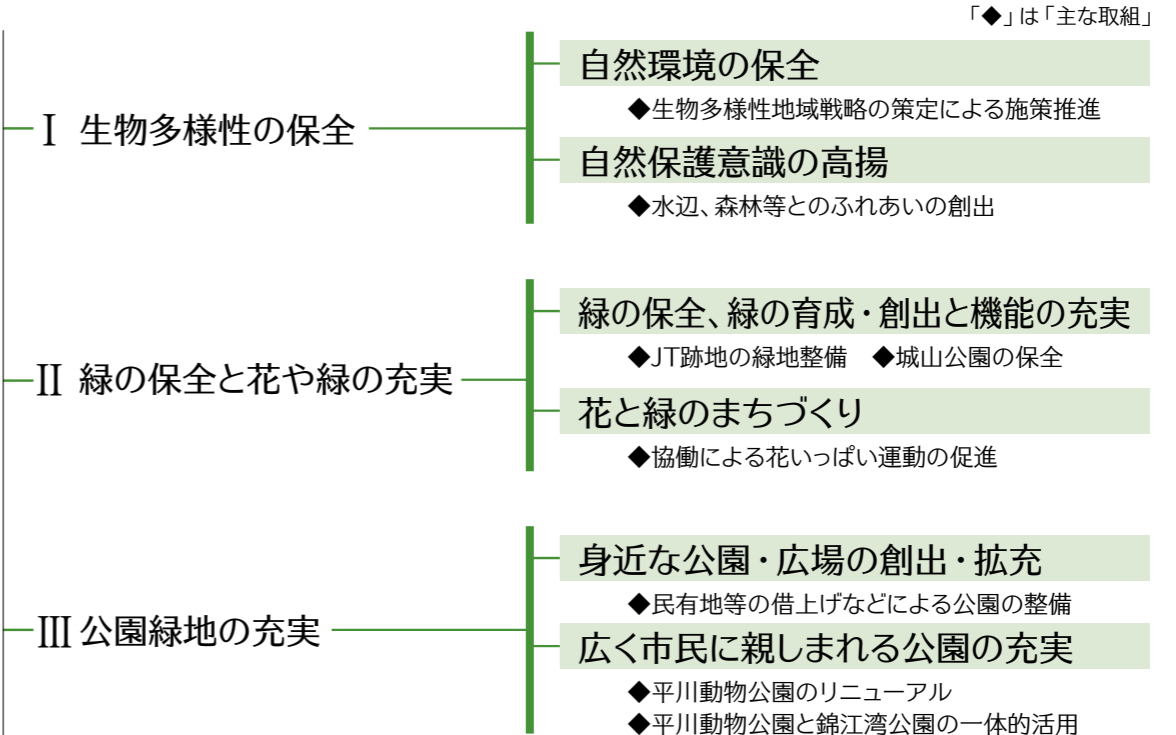 「◆」は「主な取組」
Ⅰ 生物多様性の保全
自然環境の保全
◆生物多様性地域戦略の策定による施策推進
自然保護意識の高揚
◆水辺、森林等とのふれあいの創出
Ⅱ 緑の保全と花や緑の充実
緑の保全、緑の育成・創出と機能の充実
◆JT跡地の緑地整備 ◆城山公園の保全
花と緑のまちづくり
◆協働による花いっぱい運動の促進
Ⅲ 公園緑地の充実
身近な公園・広場の創出・拡充
◆民有地等の借上げなどによる公園の整備
広く市民に親しまれる公園の充実
◆平川動物公園のリニューアル
◆平川動物公園と錦江湾公園の一体的活用